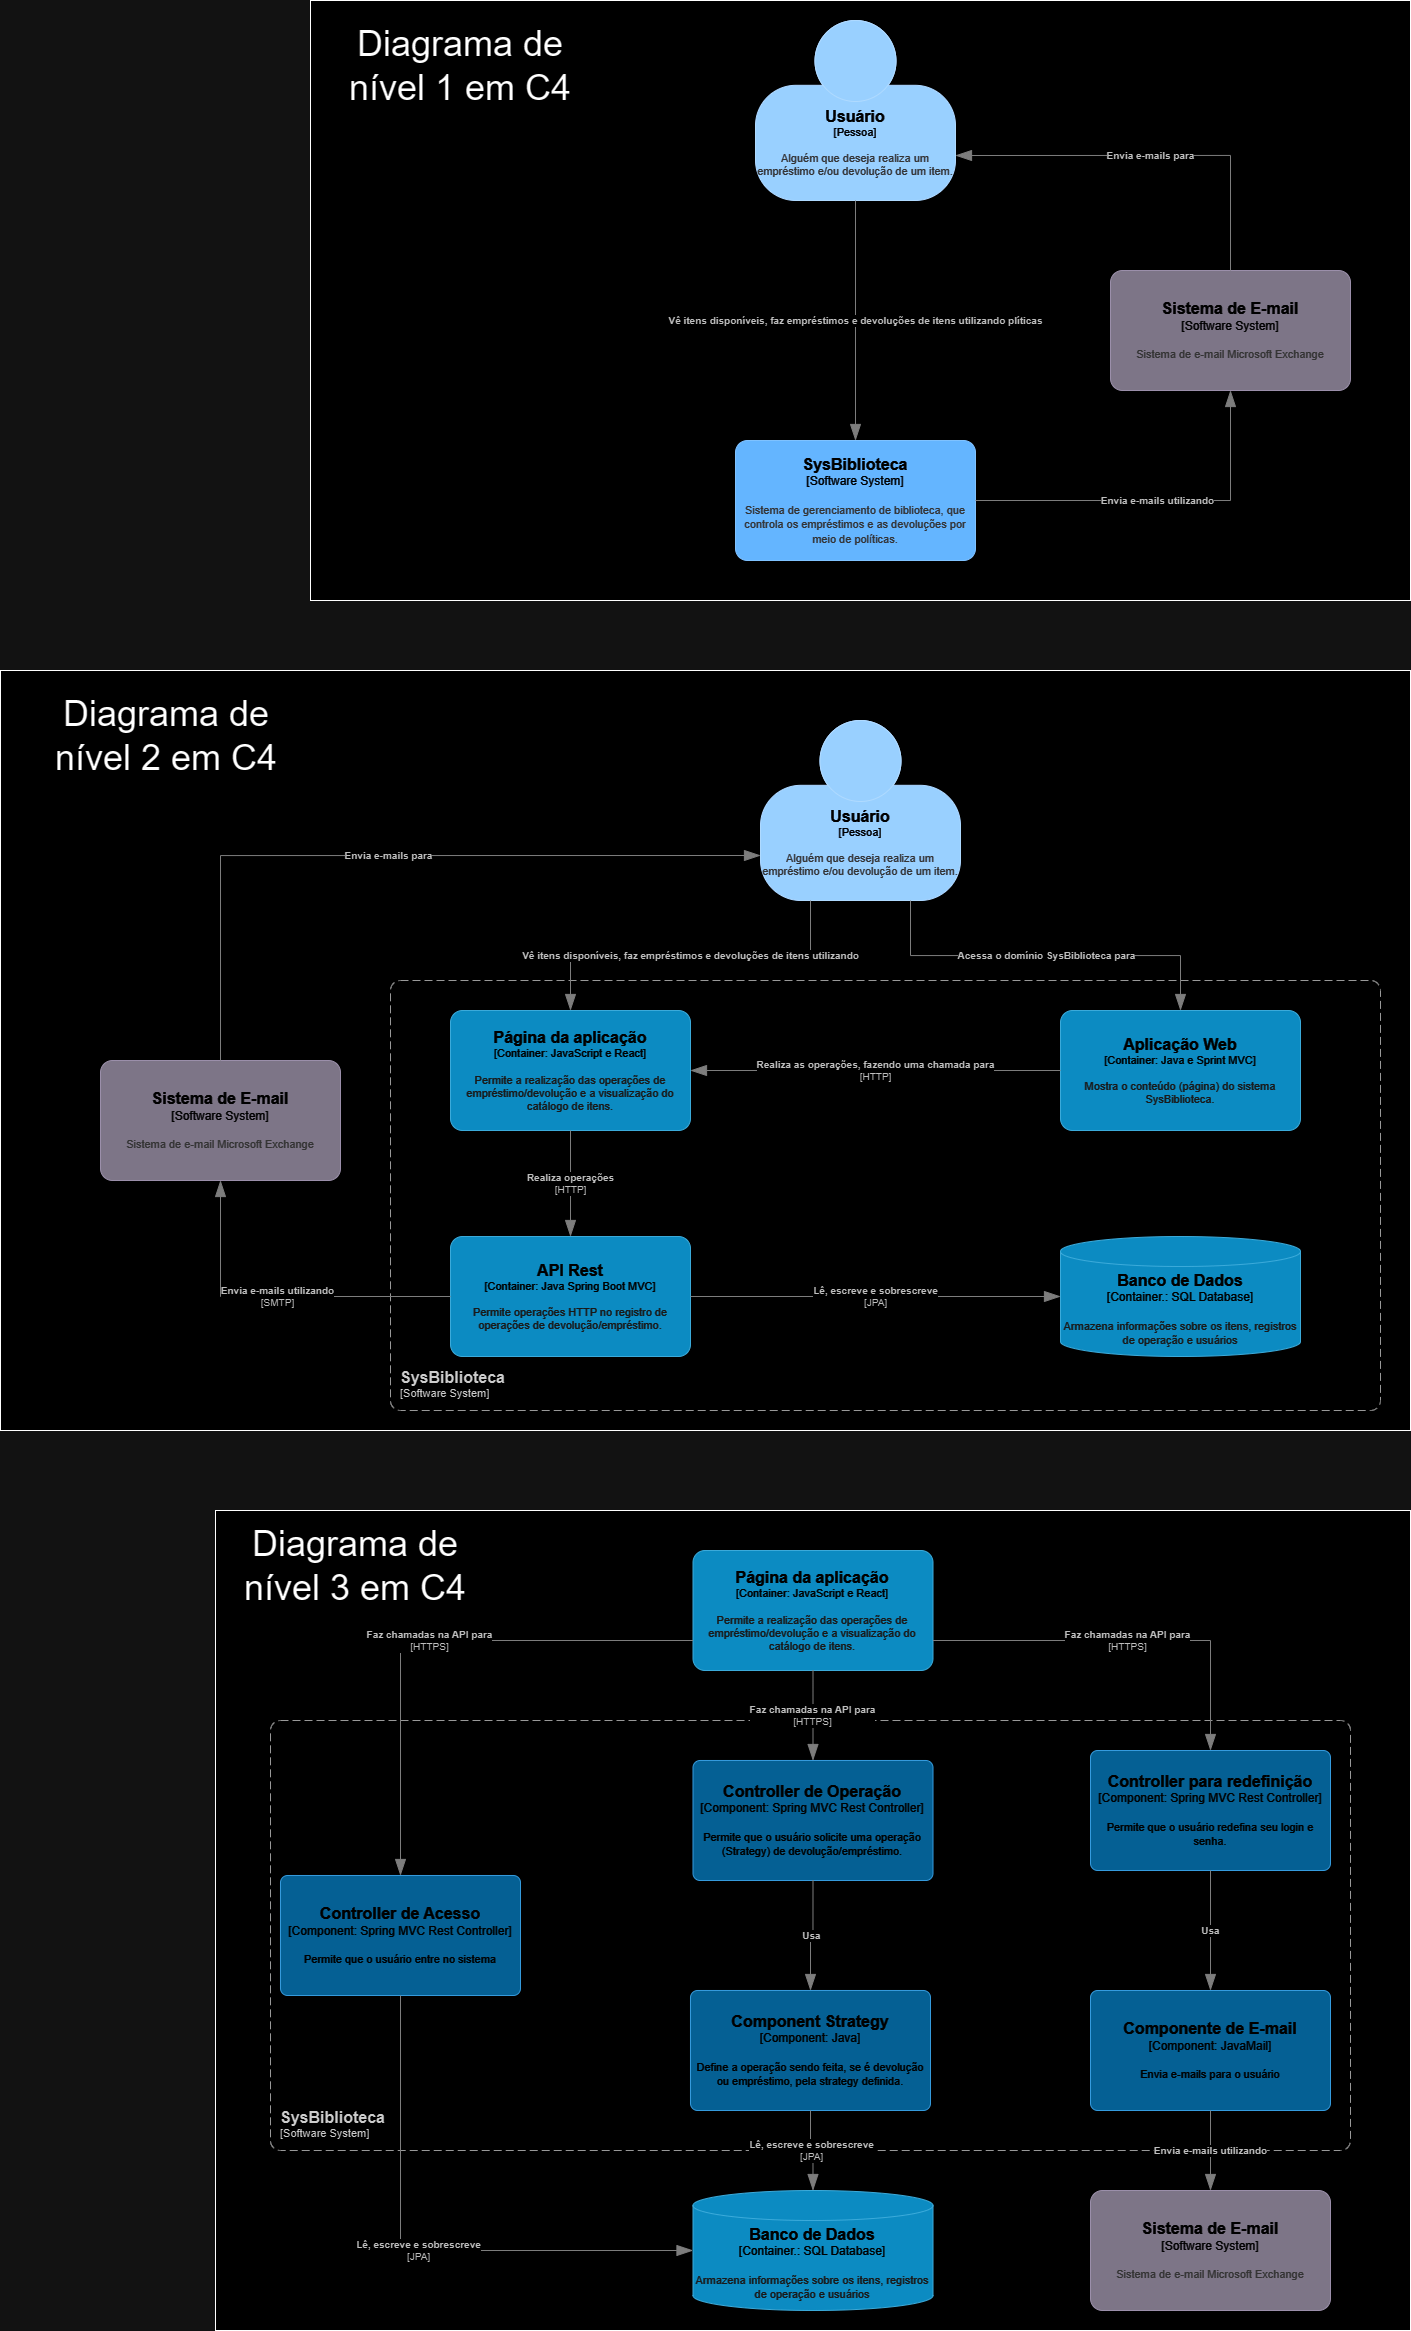 Diagrama de
nível 1 em C4
Usuário
[Pessoa]
Alguém que deseja realiza um
empréstimo e/ou devolução de um item.
Envia e-mails para
Sistema de E-mail
[Software System]
Sistema de e-mail Microsoft Exchange
Vê itens disponíveis, faz empréstimos e devoluções de itens utilizando plíticas
SysBiblioteca
[Software System]
Sistema de gerenciamento de biblioteca, que
controla os empréstimos e as devoluções por
meio de políticas.
Envia e-mails utilizando
Diagrama de
nível 2 em C4
Usuário
[Pessoa]
Alguém que deseja realiza um
empréstimo e/ou devolução de um item.
Envia e-mails para
Vê itens disponíveis, faz empréstimos e devoluções de itens utilizando
Acessa o domínio SysBiblioteca para
Página da aplicação
[Container: JavaScript e React]
Permite a realização das operações de
empréstimo/devolução e a visualização do
catálogo de itens.
Realiza as operações, fazendo uma chamada para
[HTTP]
Aplicação Web
[Container: Java e Sprint MVC]
Mostra o conteúdo (página) do sistema
SysBiblioteca.
Sistema de E-mail
[Software System]
Sistema de e-mail Microsoft Exchange
Realiza operações
[HTTP]
API Rest
[Container: Java Spring Boot MVC]
Permite operações HTTP no registro de
operações de devolução/empréstimo.
Envia e-mails utilizando
[SMTP]
Lê, escreve e sobrescreve
[JPA]
Banco de Dados
[Container.: SQL Database]
Armazena informações sobre os itens, registros
de operação e usuários
SysBiblioteca
[Software System]
Diagrama de
nível 3 em C4
Página da aplicação
[Container: JavaScript e React]
Permite a realização das operações de
empréstimo/devolução e a visualização do
catálogo de itens.
Faz chamadas na API para
[HTTPS]
Faz chamadas na API para
[HTTPS]
Faz chamadas na API para
[HTTPS]
Controller de Operação
[Component: Spring MVC Rest Controller]
Permite que o usuário solicite uma operação
(Strategy) de devolução/empréstimo.
Controller para redefinição
[Component: Spring MVC Rest Controller]
Permite que o usuário redefina seu login e
senha.
Controller de Acesso
[Component: Spring MVC Rest Controller]
Permite que o usuário entre no sistema
Usa
Usa
Component Strategy
[Component: Java]
Define a operação sendo feita, se é devolução
ou empréstimo, pela strategy definida.
Componente de E-mail
[Component: JavaMail]
Envia e-mails para o usuário
SysBiblioteca
[Software System]
Lê, escreve e sobrescreve
[JPA]
Envia e-mails utilizando
Lê, escreve e sobrescreve
[JPA]
Banco de Dados
[Container.: SQL Database]
Armazena informações sobre os itens, registros
de operação e usuários
Sistema de E-mail
[Software System]
Sistema de e-mail Microsoft Exchange